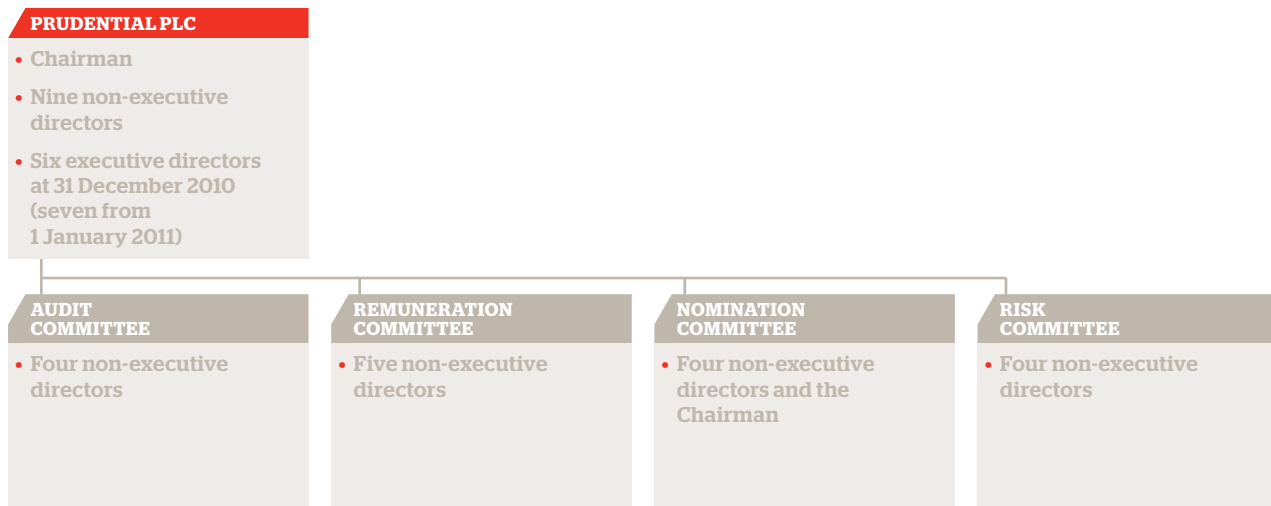 PRUDENTIAL PLC
• Chairman
• Nine non-executive
directors
• Six executive directors
at 31 December 2010
(seven from
1 January 2011)
AUDIT
COMMITTEE
• Four non-executive
directors
REMUNERATION
COMMITTEE
• Five non-executive
directors
NOMINATION
COMMITTEE
• Four non-executive
directors and the
Chairman
RISK
COMMITTEE
• Four non-executive
directors